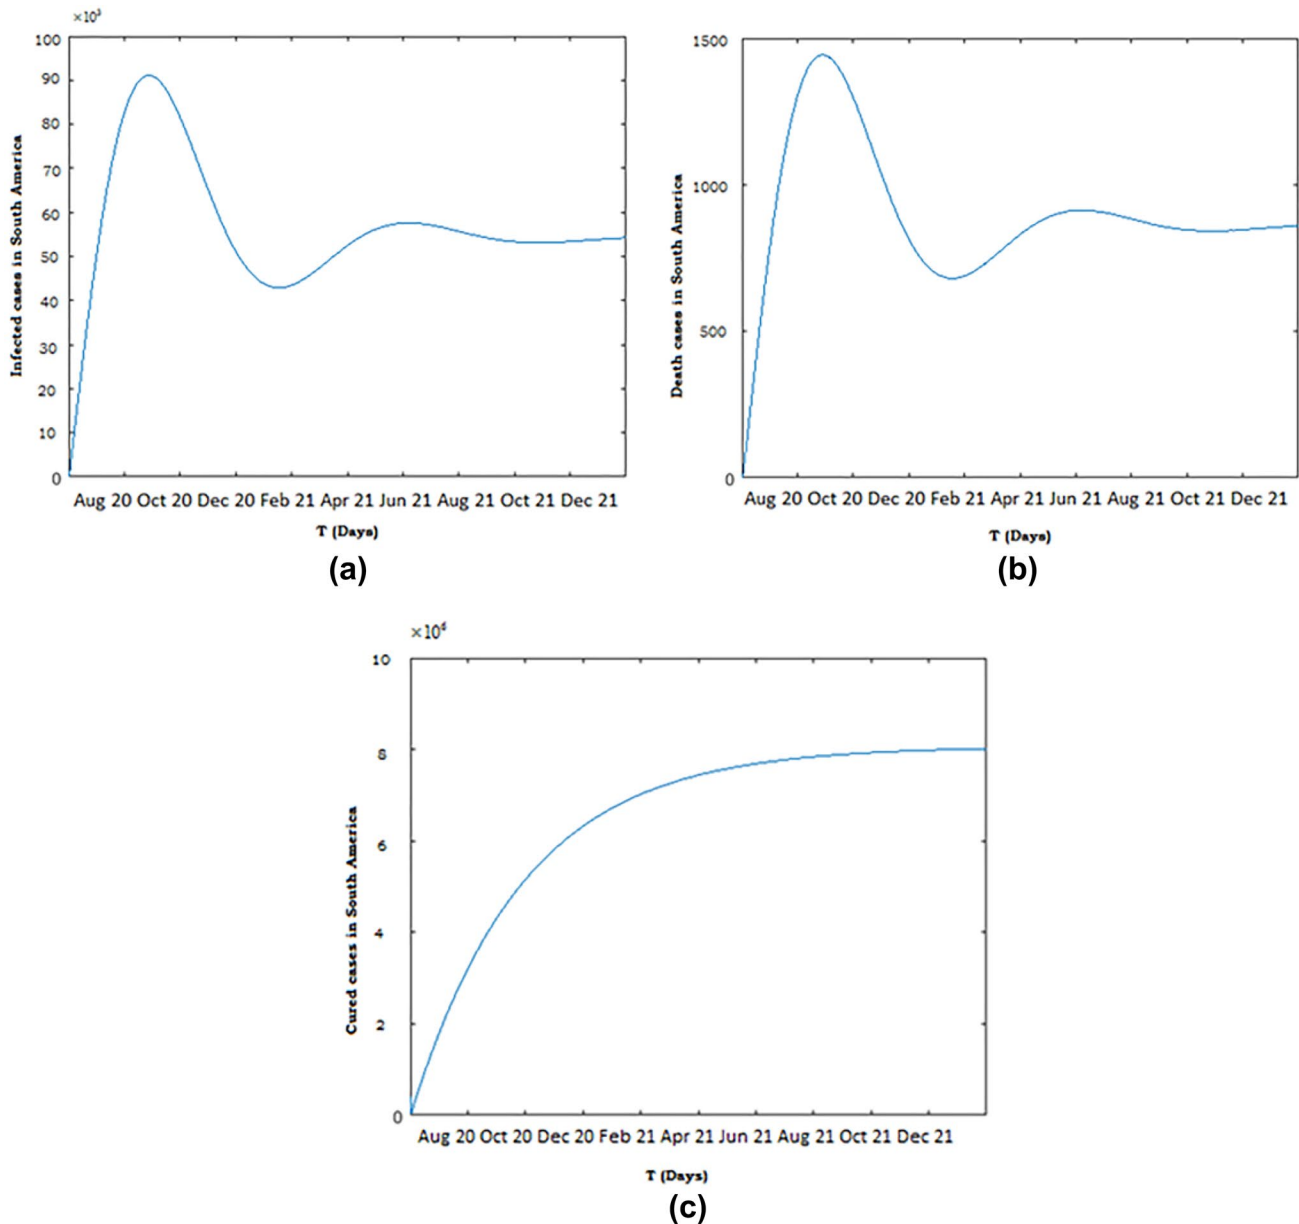 ×10³
100
90
80
70
60
50
40
30
20
10
0
Infected cases in South America
Aug 20 Oct 20 Dec 20 Feb 21 Apr 21 Jun 21 Aug 21 Oct 21 Dec 21
T (Days)
(a)
1500
1000
500
0
Death cases in South America
Aug 20 Oct 20 Dec 20 Feb 21 Apr 21 Jun 21 Aug 21 Oct 21 Dec 21
T (Days)
(b)
×10⁶
10
8
6
4
2
0
Cured cases in South America
Aug 20 Oct 20 Dec 20 Feb 21 Apr 21 Jun 21 Aug 21 Oct 21 Dec 21
T (Days)
(c)